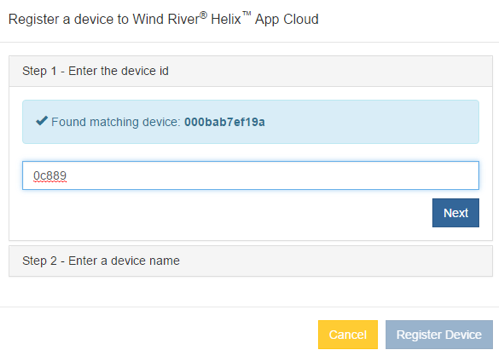 Register a device to Wind River® Helix™ App Cloud
Step 1 - Enter the device id
✔ Found matching device: 000bab7ef19a
0c889
Next
Step 2 - Enter a device name
Cancel
Register Device